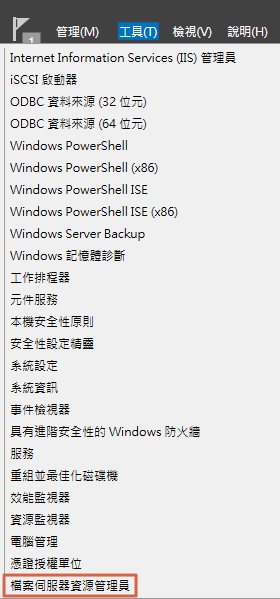 1 管理(M) 工具(T) 檢視(V) 說明(H)
Internet Information Services (IIS) 管理員
iSCSI 啟動器
ODBC 資料來源 (32 位元)
ODBC 資料來源 (64 位元)
Windows PowerShell
Windows PowerShell (x86)
Windows PowerShell ISE
Windows PowerShell ISE (x86)
Windows Server Backup
Windows 記憶體診斷
工作排程器
元件服務
本機安全性原則
安全性設定精靈
系統設定
系統資訊
事件檢視器
具有進階安全性的 Windows 防火牆
服務
重組並最佳化磁碟機
效能監視器
資源監視器
電腦管理
憑證授權單位
檔案伺服器資源管理員